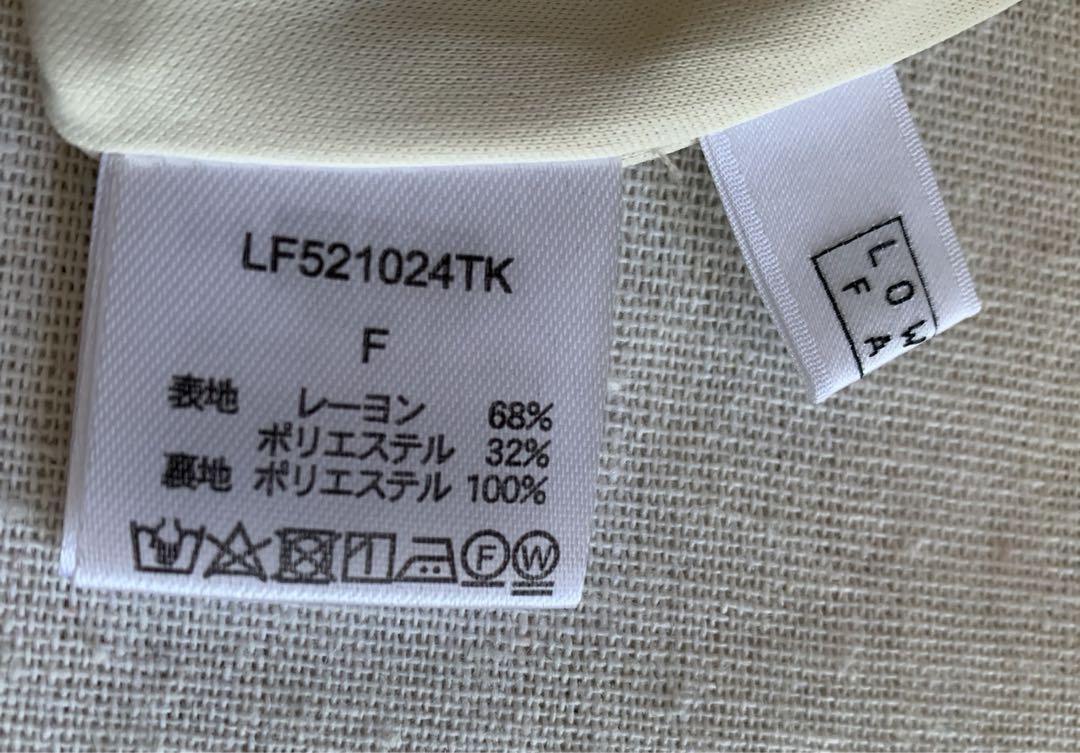 LF521024TK
F
表地 レーヨン 68%
ポリエステル 32%
裏地 ポリエステル 100%
F W
LOW
FA